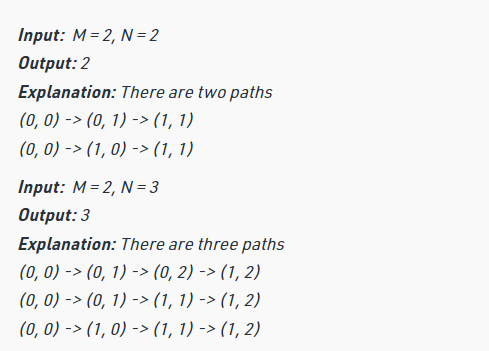 Input: M = 2, N = 2
Output: 2
Explanation: There are two paths
(0, 0) -> (0, 1) -> (1, 1)
(0, 0) -> (1, 0) -> (1, 1)
Input: M = 2, N = 3
Output: 3
Explanation: There are three paths
(0, 0) -> (0, 1) -> (0, 2) -> (1, 2)
(0, 0) -> (0, 1) -> (1, 1) -> (1, 2)
(0, 0) -> (1, 0) -> (1, 1) -> (1, 2)